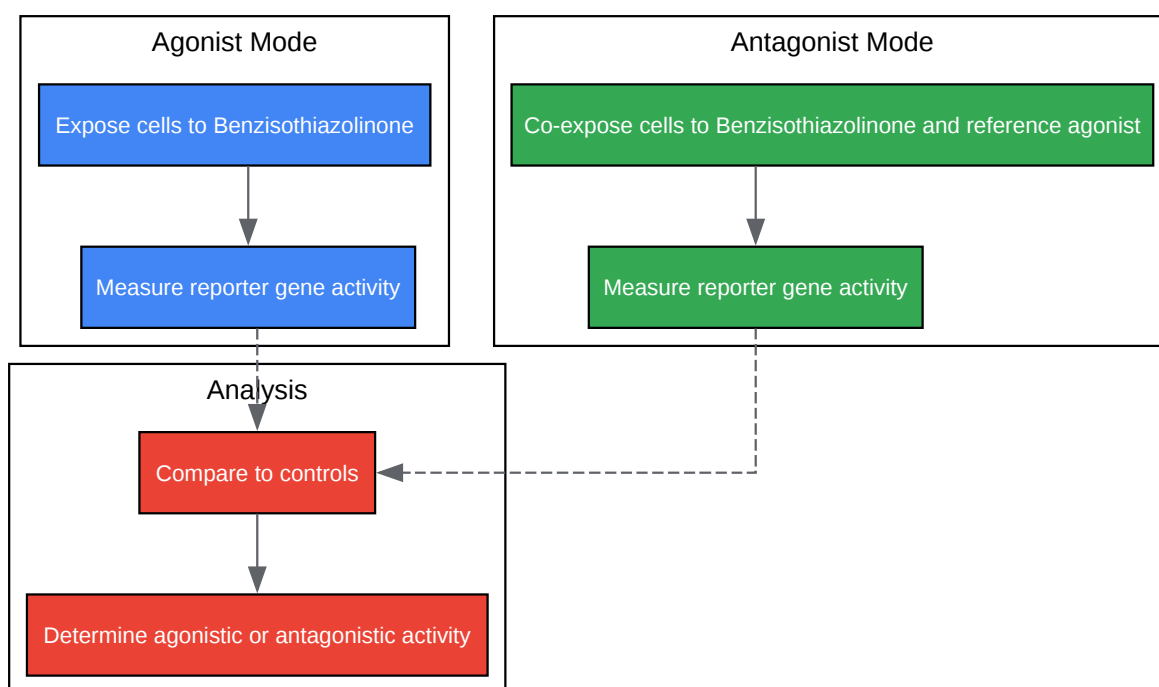 Agonist Mode
Expose cells to Benzisothiazolinone
Measure reporter gene activity
Antagonist Mode
Co-expose cells to Benzisothiazolinone and reference agonist
Measure reporter gene activity
Analysis
Compare to controls
Determine agonistic or antagonistic activity